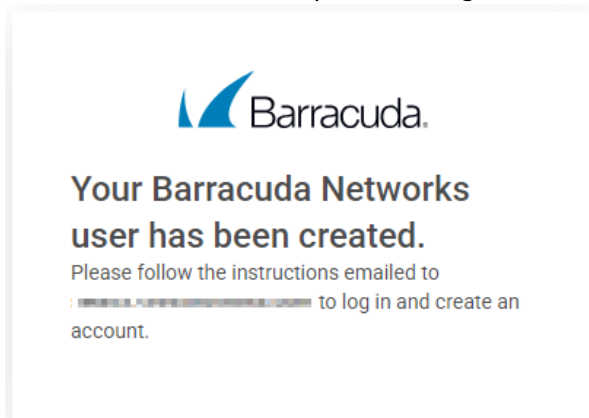 Barracuda.
Your Barracuda Networks
user has been created.
Please follow the instructions emailed to
to log in and create an
account.